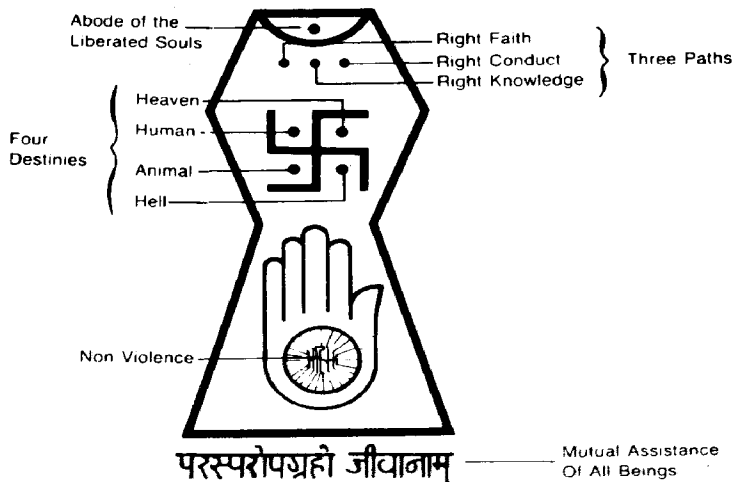 Abode of the
Liberated Souls
Right Faith
Right Conduct
Right Knowledge
Three Paths
Heaven
Human
Animal
Hell
Four
Destinies
Non Violence
परस्परोपग्रहो जीवानाम्
Mutual Assistance
Of All Beings